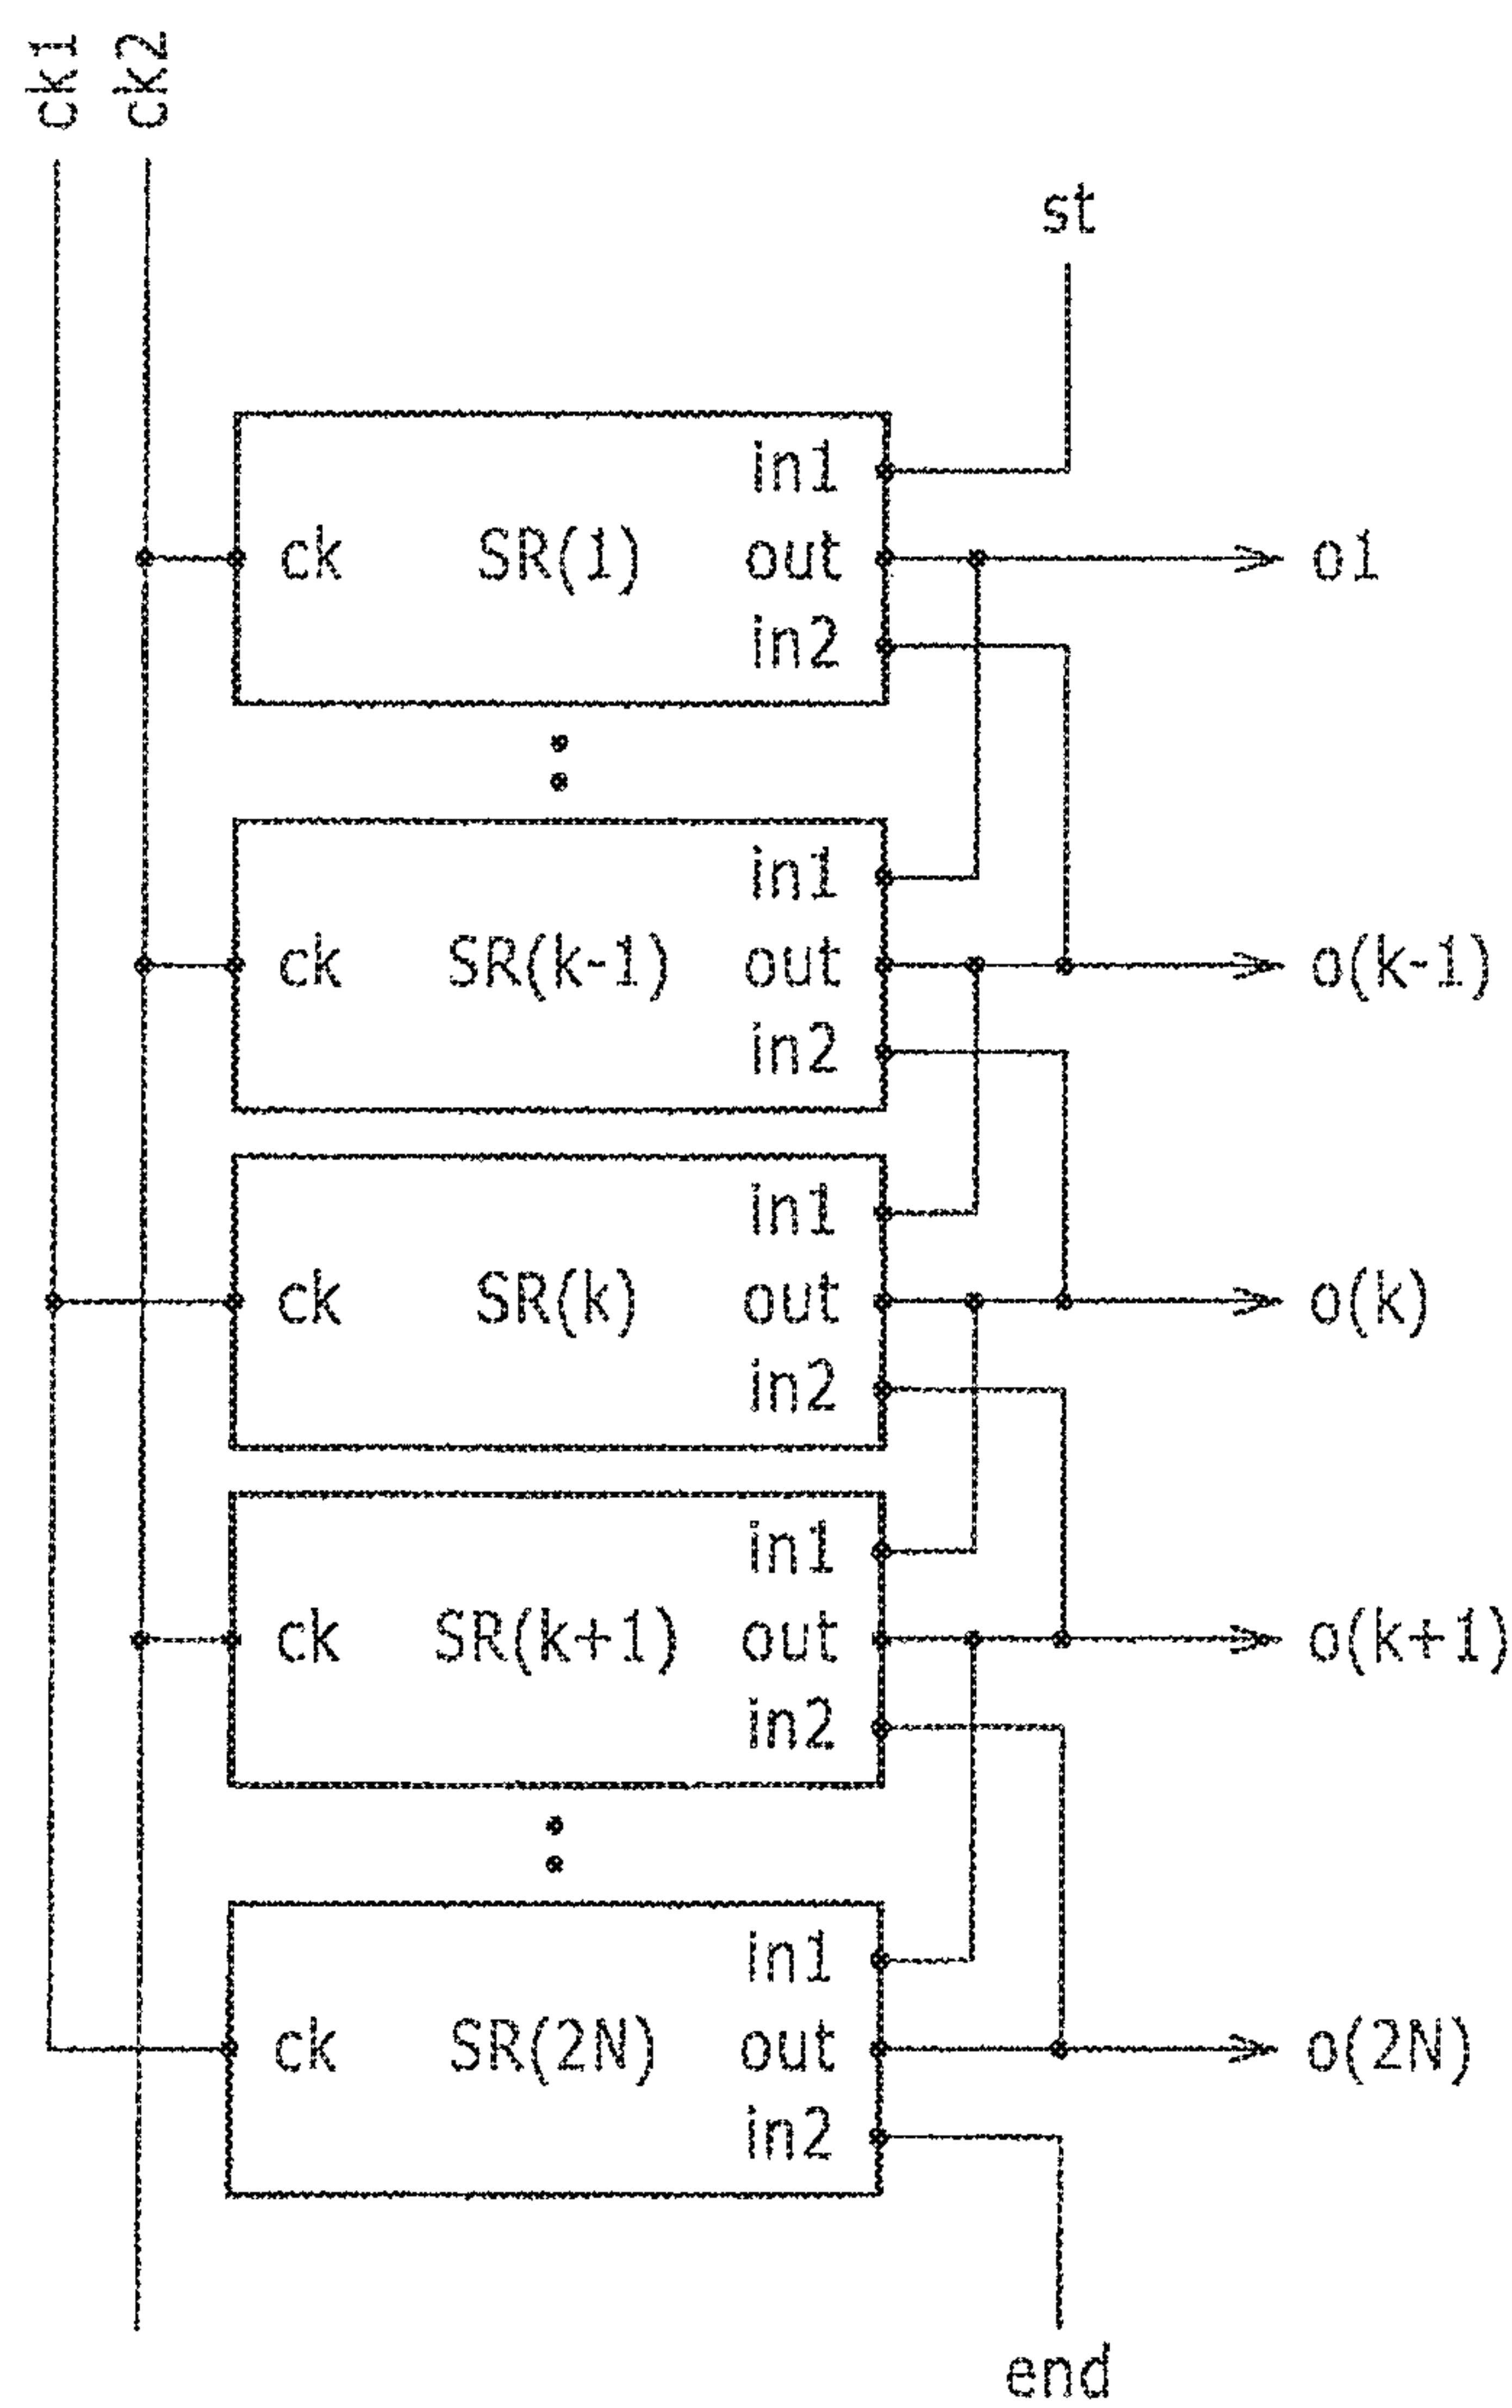 ck1
ck2
st
in1
ck SR(1) out
in2
o1
in1
ck SR(k-1) out
in2
o(k-1)
in1
ck SR(k) out
in2
o(k)
in1
ck SR(k+1) out
in2
o(k+1)
in1
ck SR(2N) out
in2
o(2N)
end